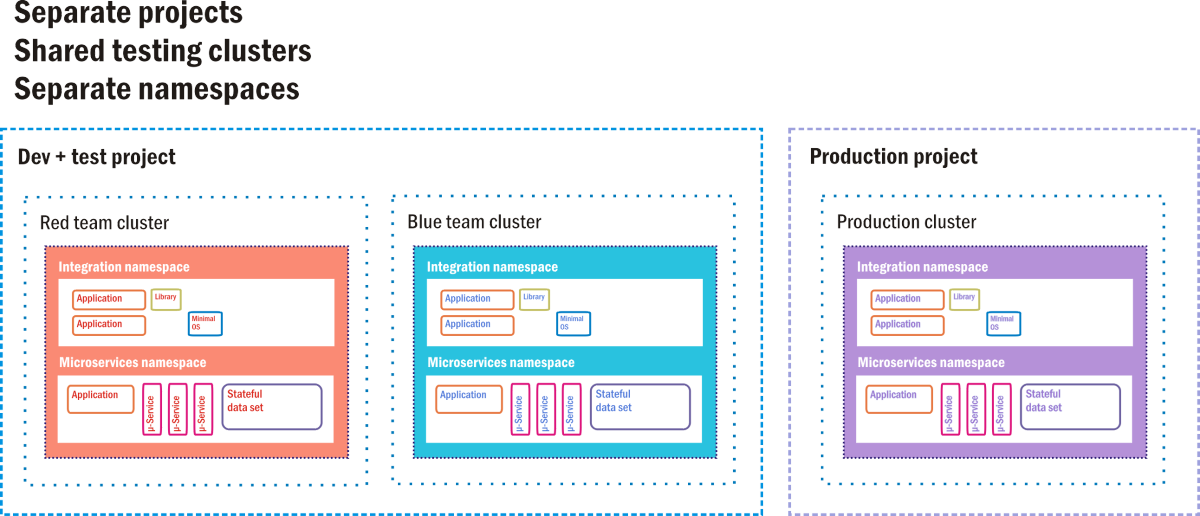 Separate projects
Shared testing clusters
Separate namespaces
Dev + test project
Red team cluster
Integration namespace
Application
Library
Application
Minimal
OS
Microservices namespace
Application
µ-Service
µ-Service
µ-Service
Stateful
data set
Blue team cluster
Integration namespace
Application
Library
Application
Minimal
OS
Microservices namespace
Application
µ-Service
µ-Service
µ-Service
Stateful
data set
Production project
Production cluster
Integration namespace
Application
Library
Application
Minimal
OS
Microservices namespace
Application
µ-Service
µ-Service
µ-Service
Stateful
data set